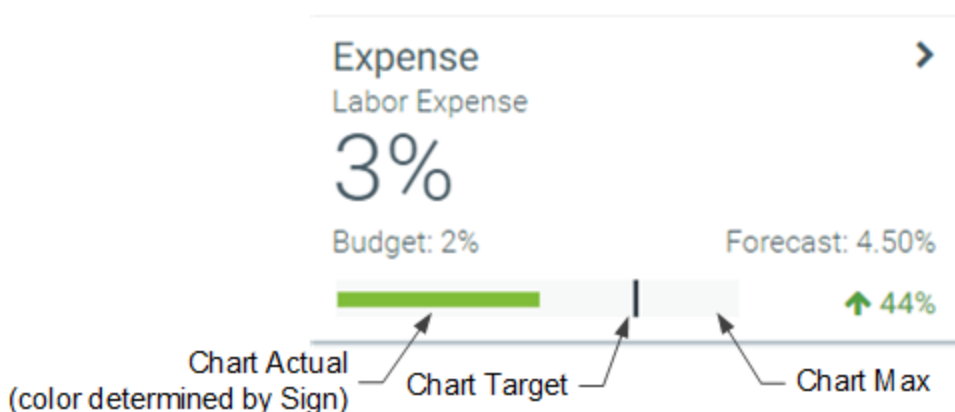 Expense
Labor Expense
3%
Budget: 2%
Forecast: 4.50%
44%
Chart Actual
(color determined by Sign)
Chart Target
Chart Max